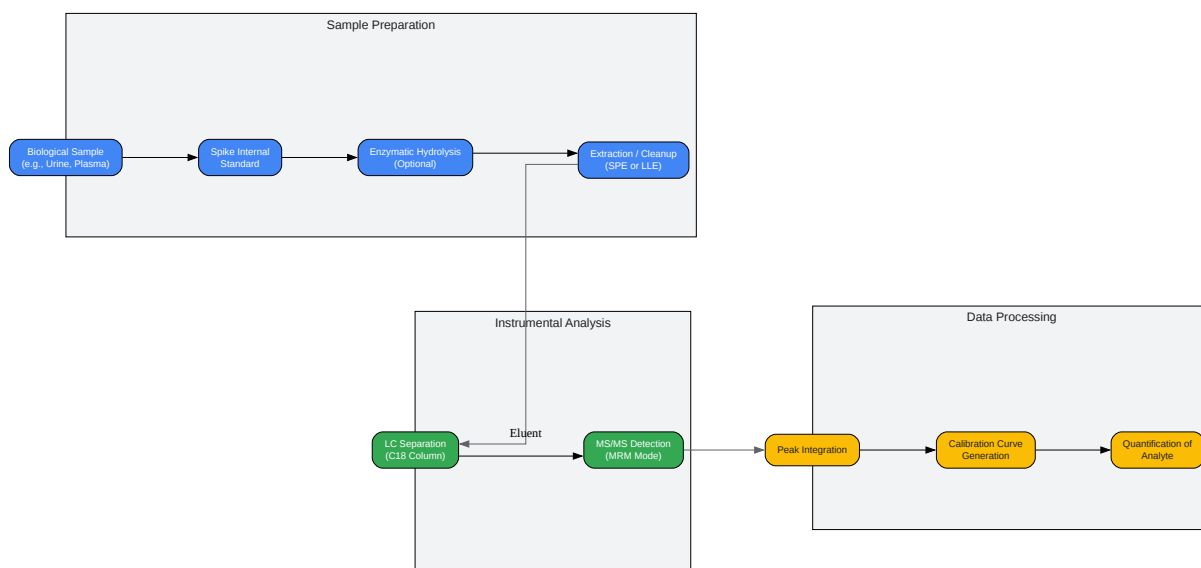 Sample Preparation
Biological Sample
(e.g., Urine, Plasma)
Spike Internal
Standard
Enzymatic Hydrolysis
(Optional)
Extraction / Cleanup
(SPE or LLE)
Instrumental Analysis
Eluent
LC Separation
(C18 Column)
MS/MS Detection
(MRM Mode)
Data Processing
Peak Integration
Calibration Curve
Generation
Quantification of
Analyte